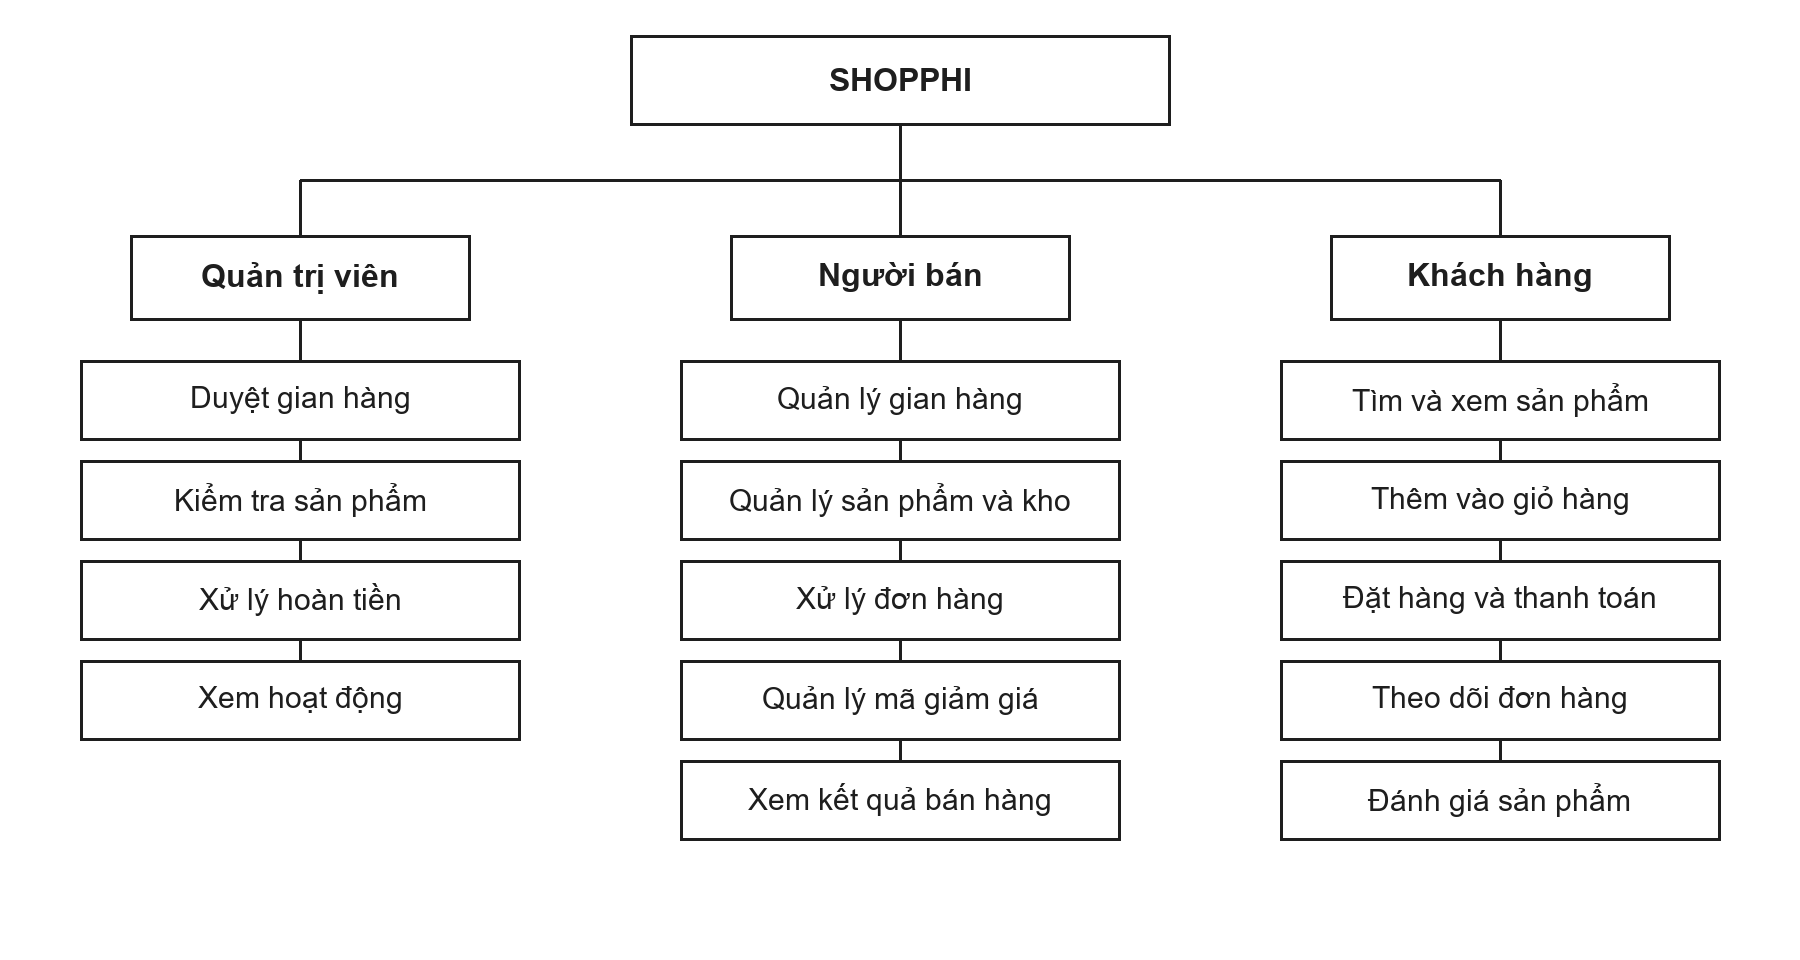 SHOPPHI
Quản trị viên
Người bán
Khách hàng
Duyệt gian hàng
Kiểm tra sản phẩm
Xử lý hoàn tiền
Xem hoạt động
Quản lý gian hàng
Quản lý sản phẩm và kho
Xử lý đơn hàng
Quản lý mã giảm giá
Xem kết quả bán hàng
Tìm và xem sản phẩm
Thêm vào giỏ hàng
Đặt hàng và thanh toán
Theo dõi đơn hàng
Đánh giá sản phẩm